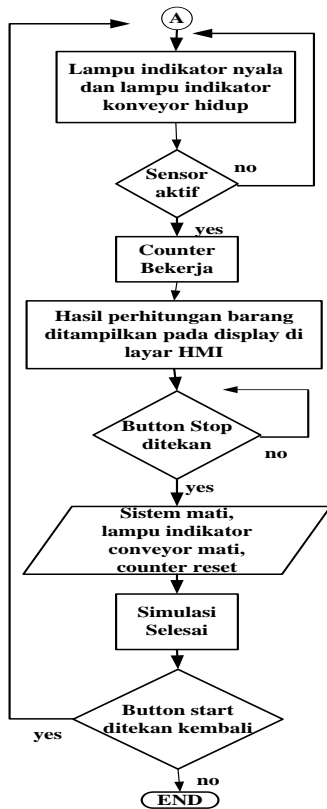 A
Lampu indikator nyala
dan lampu indikator
konveyor hidup
Sensor
aktif
no
yes
Counter
Bekerja
Hasil perhitungan barang
ditampilkan pada display di
layar HMI
Button Stop
ditekan
no
yes
Sistem mati,
lampu indikator
conveyor mati,
counter reset
Simulasi
Selesai
Button start
ditekan kembali
yes
no
END